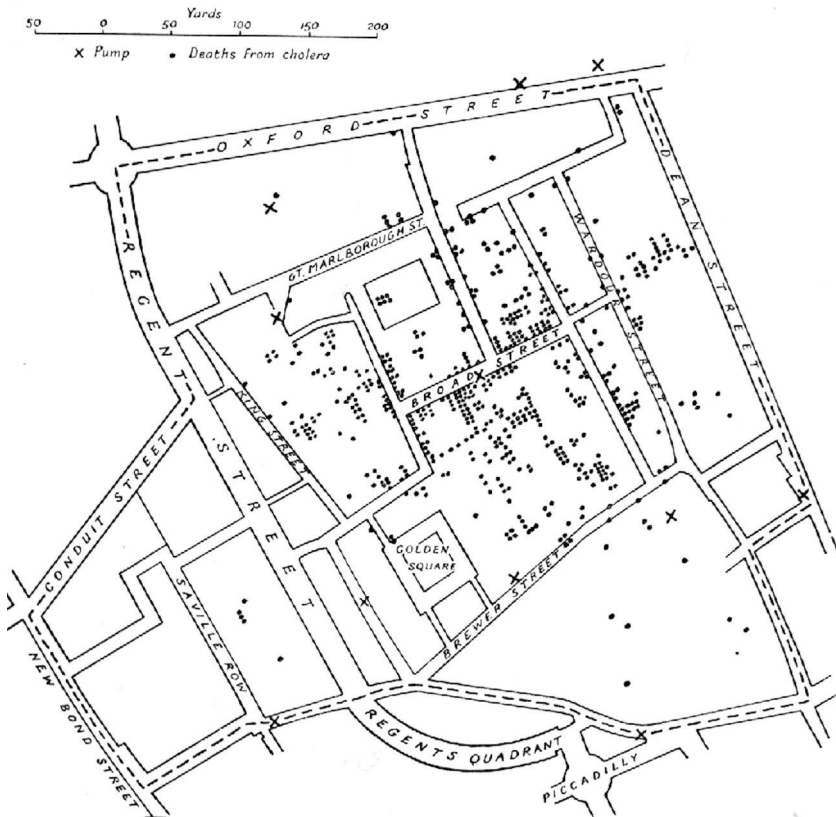 Yards
50 0 50 100 150 200
× Pump • Deaths from cholera
OXFORD STREET
DEAN STREET
WARDOUR STREET
REGENT STREET
GT. MARLBOROUGH ST.
BROAD STREET
KING STREET
CONDUIT STREET
GOLDEN
SQUARE
BREWER STREET
SAVILLE ROW
NEW BOND STREET
REGENTS QUADRANT
PICCADILLY